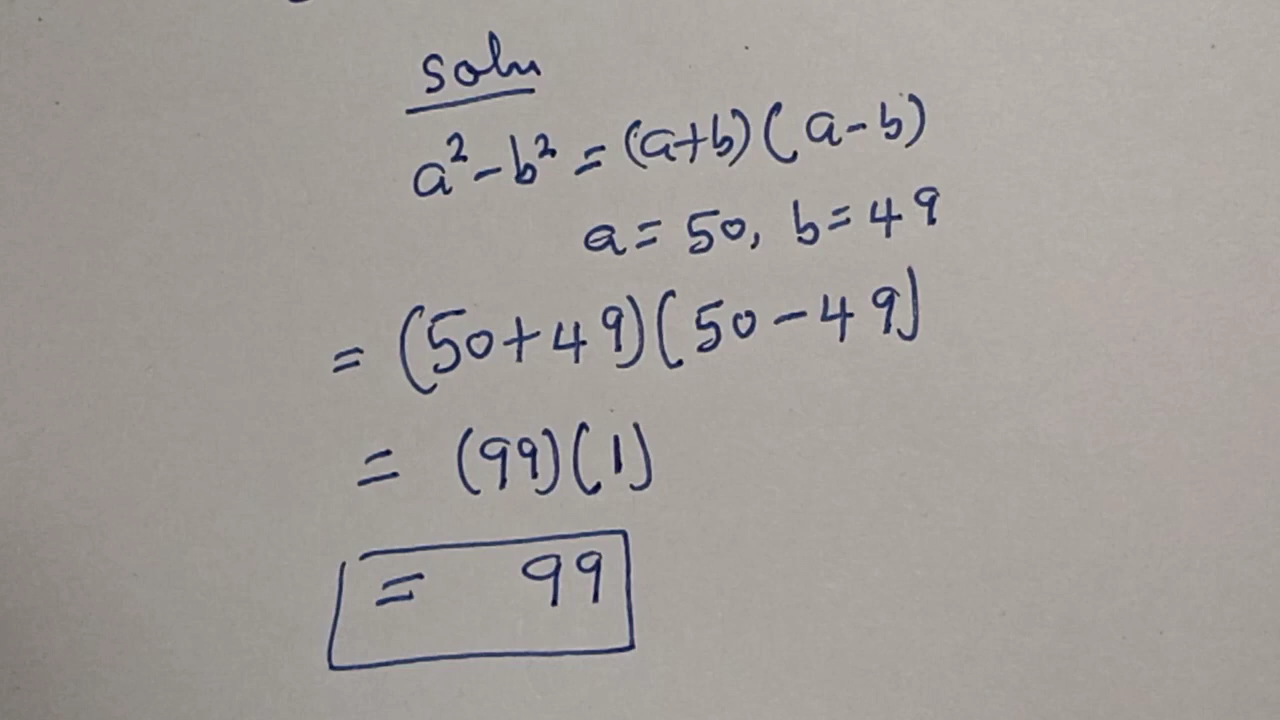 soln
a² - b² = (a+b)(a-b)
a = 50, b = 49
= (50+49)(50-49)
= (99)(1)
= 99